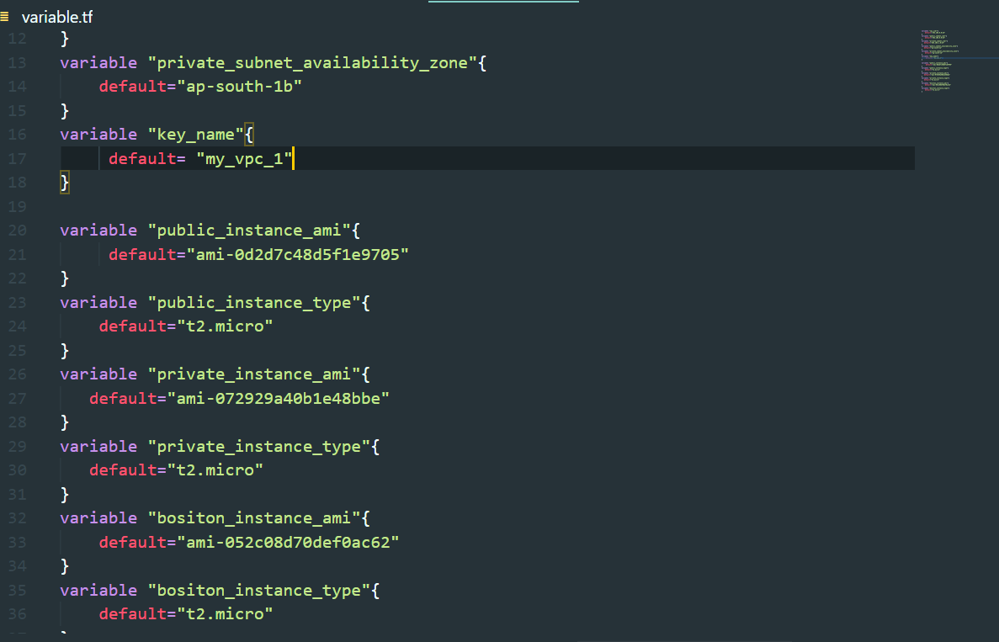 variable.tf
12 }
13 variable "private_subnet_availability_zone"{
14 default="ap-south-1b"
15 }
16 variable "key_name"{
17 default= "my_vpc_1"
18 }
19
20 variable "public_instance_ami"{
21 default="ami-0d2d7c48d5f1e9705"
22 }
23 variable "public_instance_type"{
24 default="t2.micro"
25 }
26 variable "private_instance_ami"{
27 default="ami-072929a40b1e48bbe"
28 }
29 variable "private_instance_type"{
30 default="t2.micro"
31 }
32 variable "bositon_instance_ami"{
33 default="ami-052c08d70def0ac62"
34 }
35 variable "bositon_instance_type"{
36 default="t2.micro"